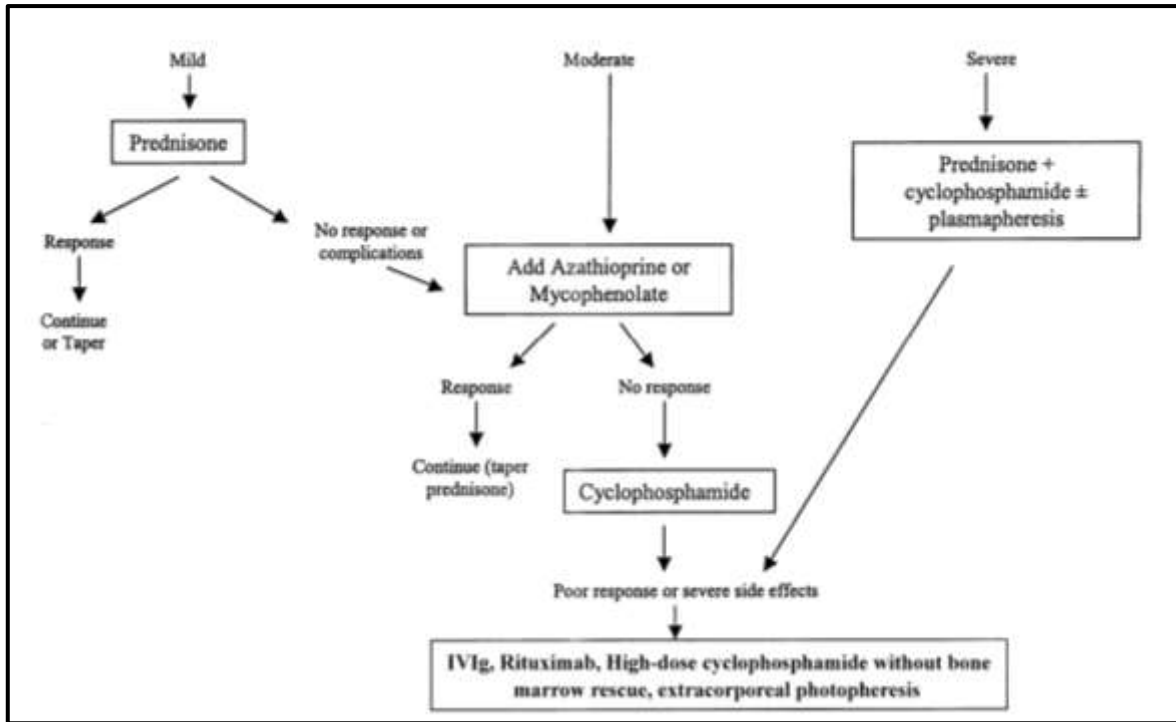 Mild
Moderate
Severe
Prednisone
Prednisone +
cyclophosphamide ±
plasmapheresis
Response
No response or
complications
Add Azathioprine or
Mycophenolate
Continue
or Taper
Response
No response
Continue (taper
prednisone)
Cyclophosphamide
Poor response or severe side effects
IVIg, Rituximab, High-dose cyclophosphamide without bone
marrow rescue, extracorporeal photopheresis